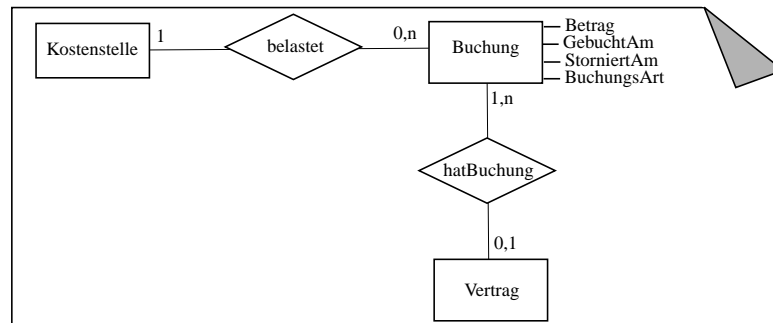 Kostenstelle
1
belastet
0,n
Buchung
Betrag
GebuchtAm
StorniertAm
BuchungsArt
1,n
hatBuchung
0,1
Vertrag